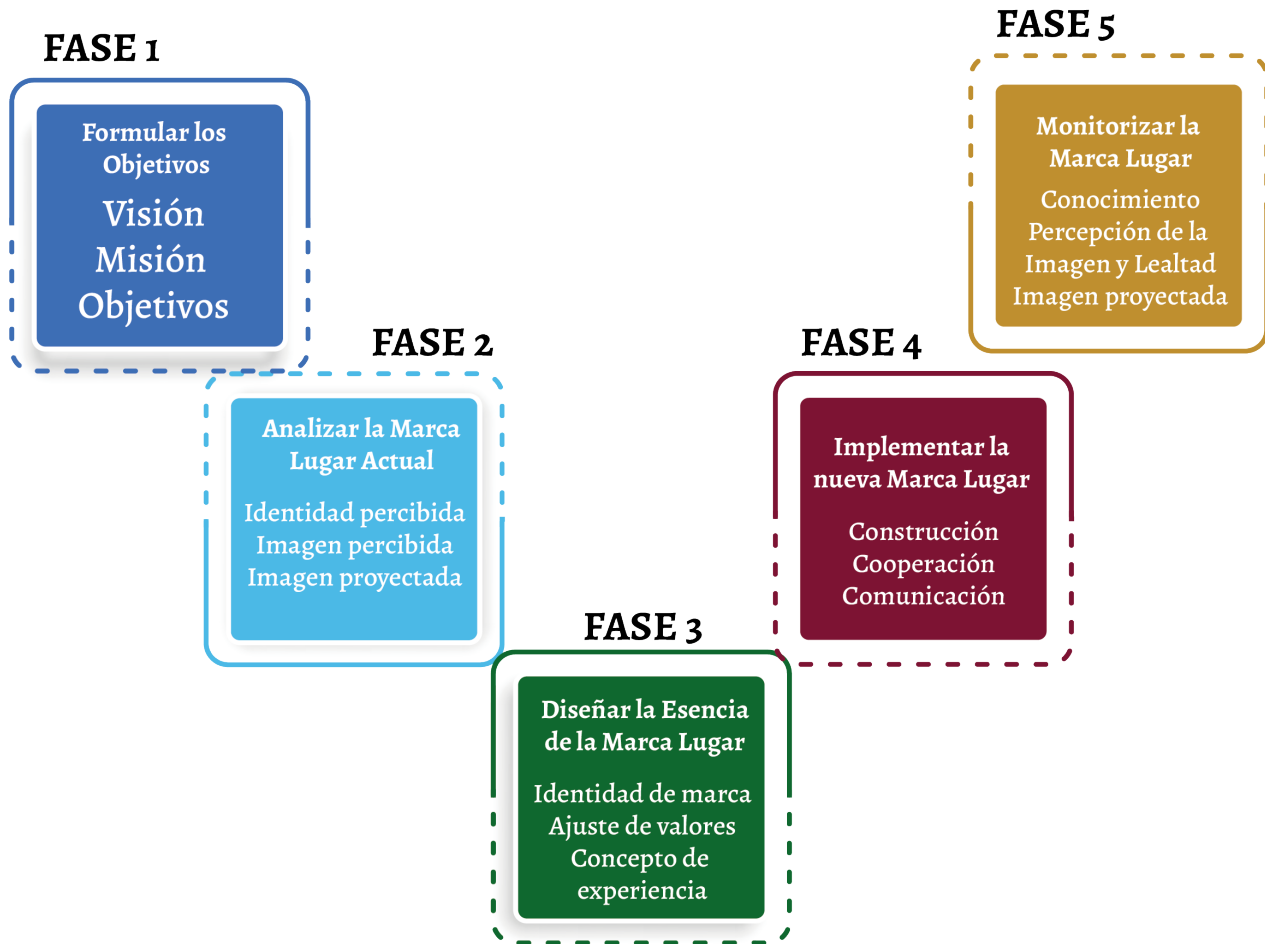 FASE 1
Formular los
Objetivos
Visión
Misión
Objetivos
FASE 2
Analizar la Marca
Lugar Actual
Identidad percibida
Imagen percibida
Imagen proyectada
FASE 3
Diseñar la Esencia
de la Marca Lugar
Identidad de marca
Ajuste de valores
Concepto de
experiencia
FASE 4
Implementar la
nueva Marca Lugar
Construcción
Cooperación
Comunicación
FASE 5
Monitorizar la
Marca Lugar
Conocimiento
Percepción de la
Imagen y Lealtad
Imagen proyectada